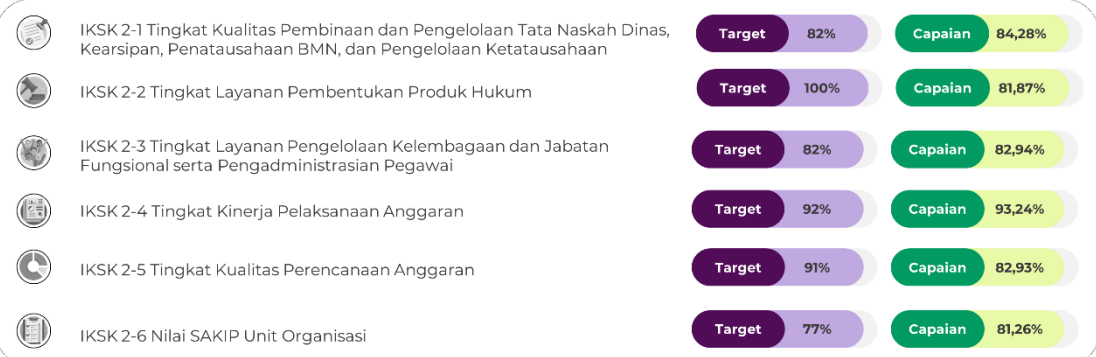 IKSK 2-1 Tingkat Kualitas Pembinaan dan Pengelolaan Tata Naskah Dinas,
Kearsipan, Penatausahaan BMN, dan Pengelolaan Ketatausahaan
Target 82% Capaian 84,28%
IKSK 2-2 Tingkat Layanan Pembentukan Produk Hukum
Target 100% Capaian 81,87%
IKSK 2-3 Tingkat Layanan Pengelolaan Kelembagaan dan Jabatan
Fungsional serta Pengadministrasian Pegawai
Target 82% Capaian 82,94%
IKSK 2-4 Tingkat Kinerja Pelaksanaan Anggaran
Target 92% Capaian 93,24%
IKSK 2-5 Tingkat Kualitas Perencanaan Anggaran
Target 91% Capaian 82,93%
IKSK 2-6 Nilai SAKIP Unit Organisasi
Target 77% Capaian 81,26%